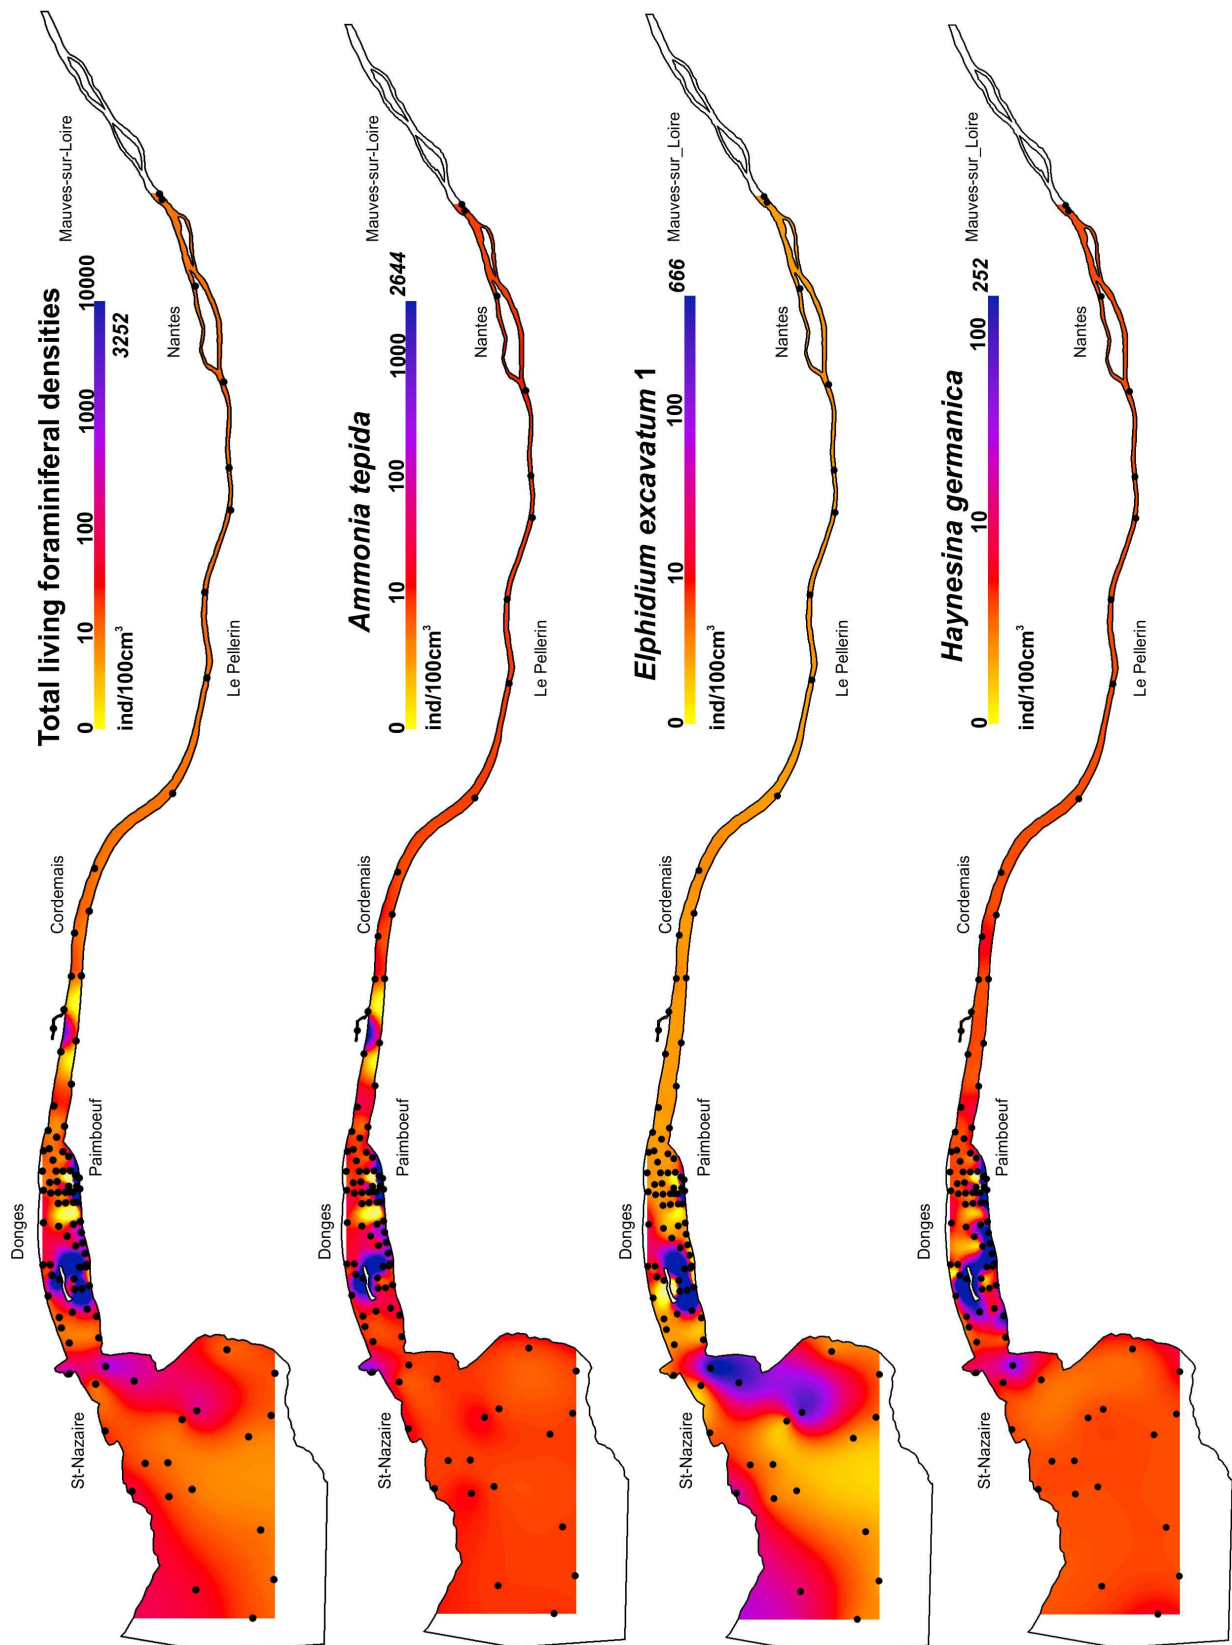 Total living foraminiferal densities
0 10 100 1000 10000
ind/100cm³ 3252
Mauves-sur-Loire
Nantes
Le Pellerin
Cordemais
Paimboeuf
Donges
St-Nazaire
Ammonia tepida
0 10 100 1000 2644
ind/100cm³
Mauves-sur-Loire
Nantes
Le Pellerin
Cordemais
Paimboeuf
Donges
St-Nazaire
Elphidium excavatum 1
0 10 100 666
ind/100cm³
Mauves-sur_Loire
Nantes
Le Pellerin
Cordemais
Paimboeuf
Donges
St-Nazaire
Haynesina germanica
0 10 100 252
ind/100cm³
Mauves-sur_Loire
Nantes
Le Pellerin
Cordemais
Paimboeuf
Donges
St-Nazaire